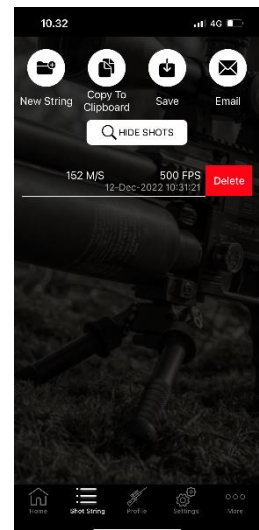 10.32
4G
New String
Copy To
Clipboard
Save
Email
HIDE SHOTS
152 M/S 500 FPS
12-Dec-2022 10:31:21
Delete
Home Shot String Profile Settings More